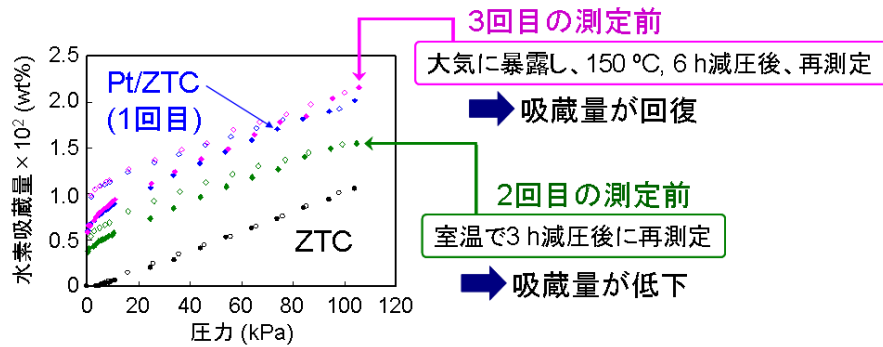 3回目の測定前
大気に暴露し、150 ºC, 6 h減圧後、再測定
吸蔵量が回復
2回目の測定前
室温で3 h減圧後に再測定
吸蔵量が低下
Pt/ZTC
(1回目)
ZTC
水素吸蔵量 × 10² (wt%)
2.5
2.0
1.5
1.0
0.5
0
0 20 40 60 80 100 120
圧力 (kPa)